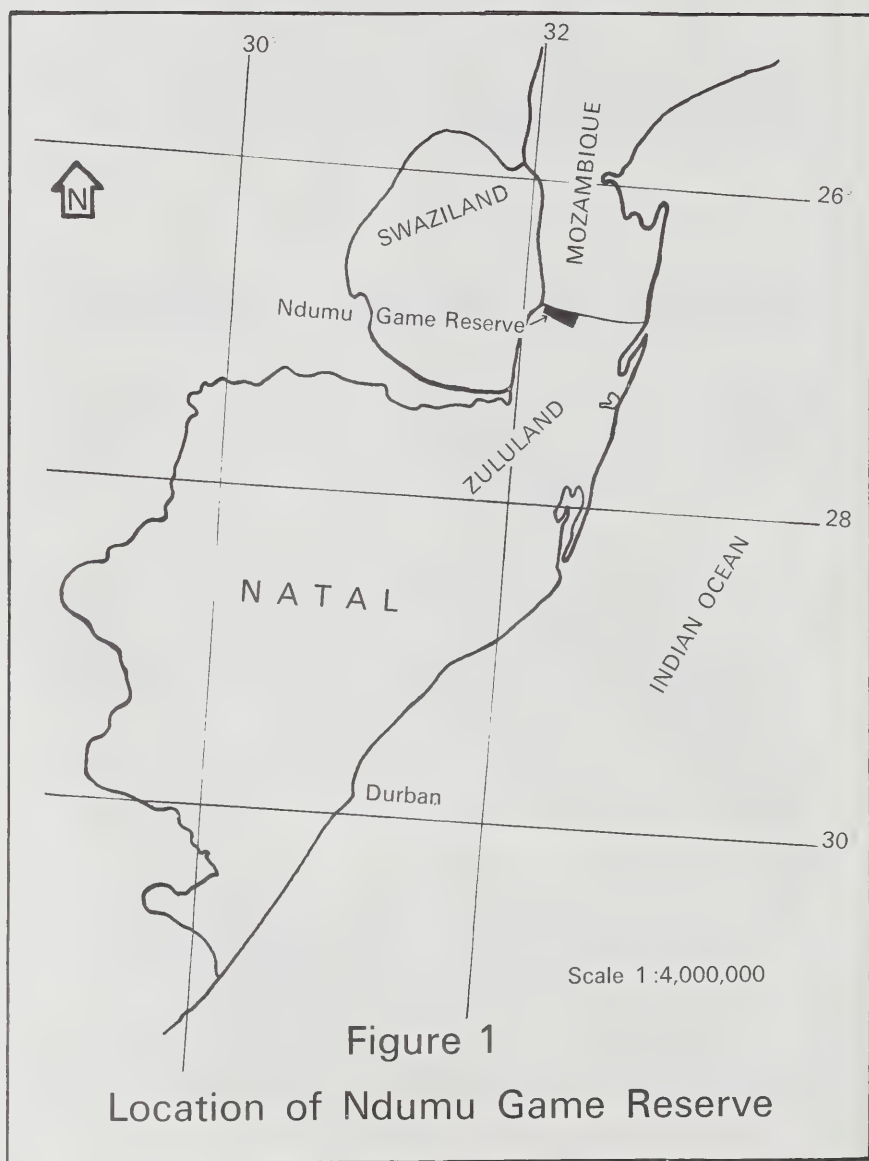 30
32
N
MOZAMBIQUE
26
SWAZILAND
Ndumu Game Reserve
ZULULAND
28
NATAL
INDIAN OCEAN
Durban
30
Scale 1:4,000,000
Figure 1
Location of Ndumu Game Reserve